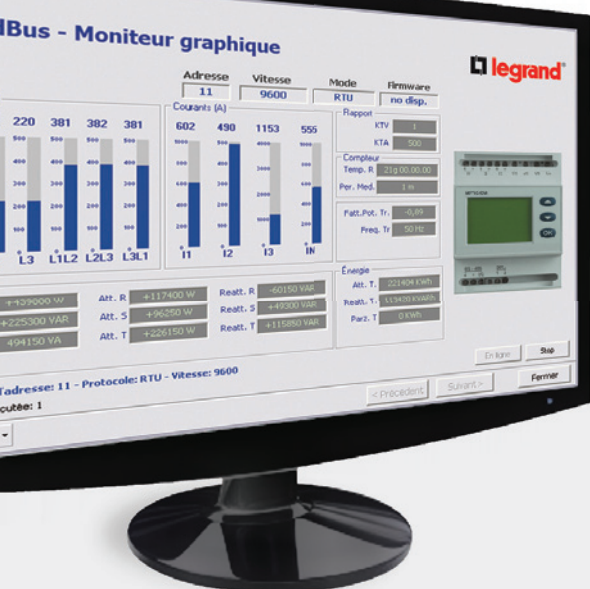 lBus - Moniteur graphique
legrand
Adresse Vitesse Mode Firmware
11 9600 RTU no disp.
Courants (A)
Rapport
220 381 382 381 602 490 1153 555
KTV 1
KTA 500
Compteur
Temp. R 21g 00.00.00
Per. Med. 1 m
Fatt.Pot. Tr. -0,89
Freq. Tr 50 Hz
L3 L1L2 L2L3 L3L1 I1 I2 I3 IN
+439000 W Att. R +117400 W Reatt. R -60150 VAR
+225300 VAR Att. S +96250 W Reatt. S +49300 VAR
494150 VA Att. T +226150 W Reatt. T +115850 VAR
Énergie
Att. T. 221404 KWh
Reatt. T. 113420 KVARh
Parz. T 0 KWh
En ligne Stop
l'adresse: 11 - Protocole: RTU - Vitesse: 9600
cutée: 1
< Précédent Suivant > Fermer